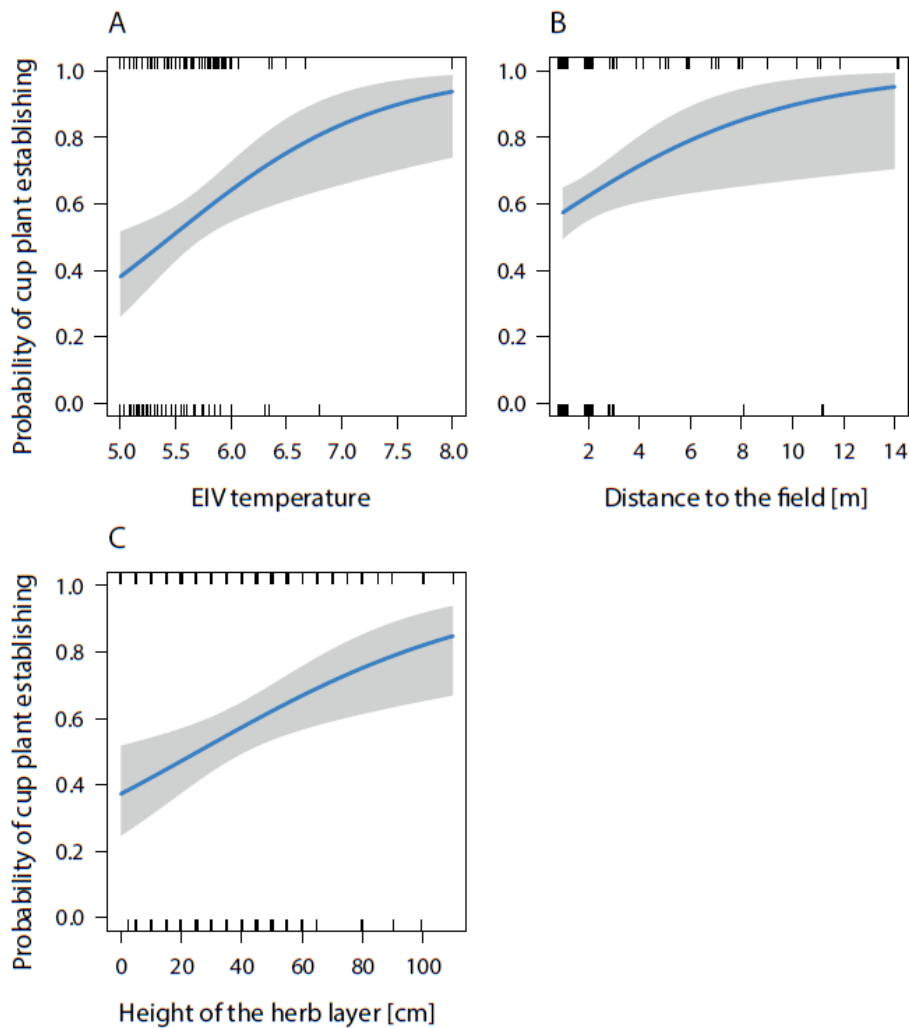 A
Probability of cup plant establishing
1.0
0.8
0.6
0.4
0.2
0.0
5.0 5.5 6.0 6.5 7.0 7.5 8.0
EIV temperature
B
1.0
0.8
0.6
0.4
0.2
0.0
2 4 6 8 10 12 14
Distance to the field [m]
C
Probability of cup plant establishing
1.0
0.8
0.6
0.4
0.2
0.0
0 20 40 60 80 100
Height of the herb layer [cm]